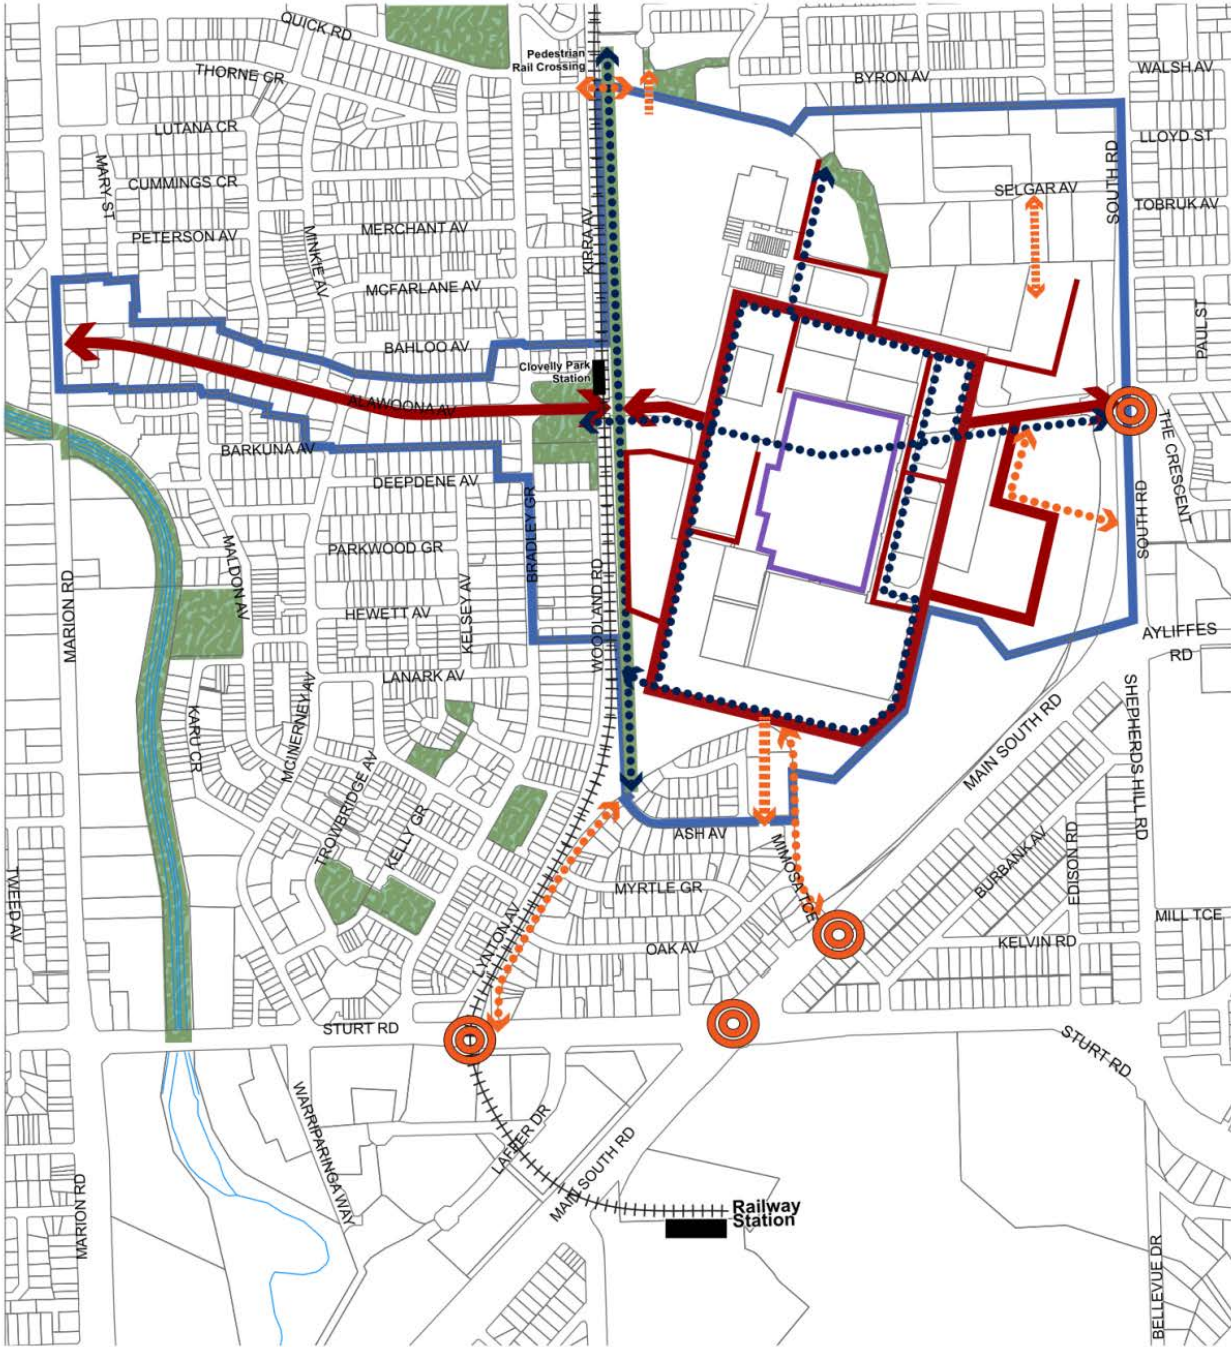 QUICK RD
Pedestrian
Rail Crossing
THORNE CR
BYRON AV
WALSH AV
LUTANA CR
LLOYD ST
MARY ST
CUMMINGS CR
SOUTH RD
SELGAR AV
TOBRUK AV
PETERSON AV
MINKIE AV
MERCHANT AV
KIRRA AV
MCFARLANE AV
PAUL ST
BAHLOO AV
Clovelly Park
Station
ALAWOONA AV
THE CRESCENT
BARKUNA AV
DEEPDENE AV
BRADLEY GR
SOUTH RD
PARKWOOD GR
MALDON AV
MARION RD
HEWETT AV
KELSEY AV
WOODLAND RD
AYLIFFES
RD
LANARK AV
KARU CR
MCINERNEY AV
MAIN SOUTH RD
SHEPHERDS HILL RD
TROWBRIDGE AV
KELLY GR
ASH AV
MIMOSA TCE
BURBANK AV
EDISON RD
TWEED AV
MYRTLE GR
MILL TCE
LYNTON AV
OAK AV
KELVIN RD
STURT RD
STURT RD
WARRIPARINGA WAY
LAFFER DR
MAIN SOUTH RD
MARION RD
Railway
Station
BELLEVUE DR